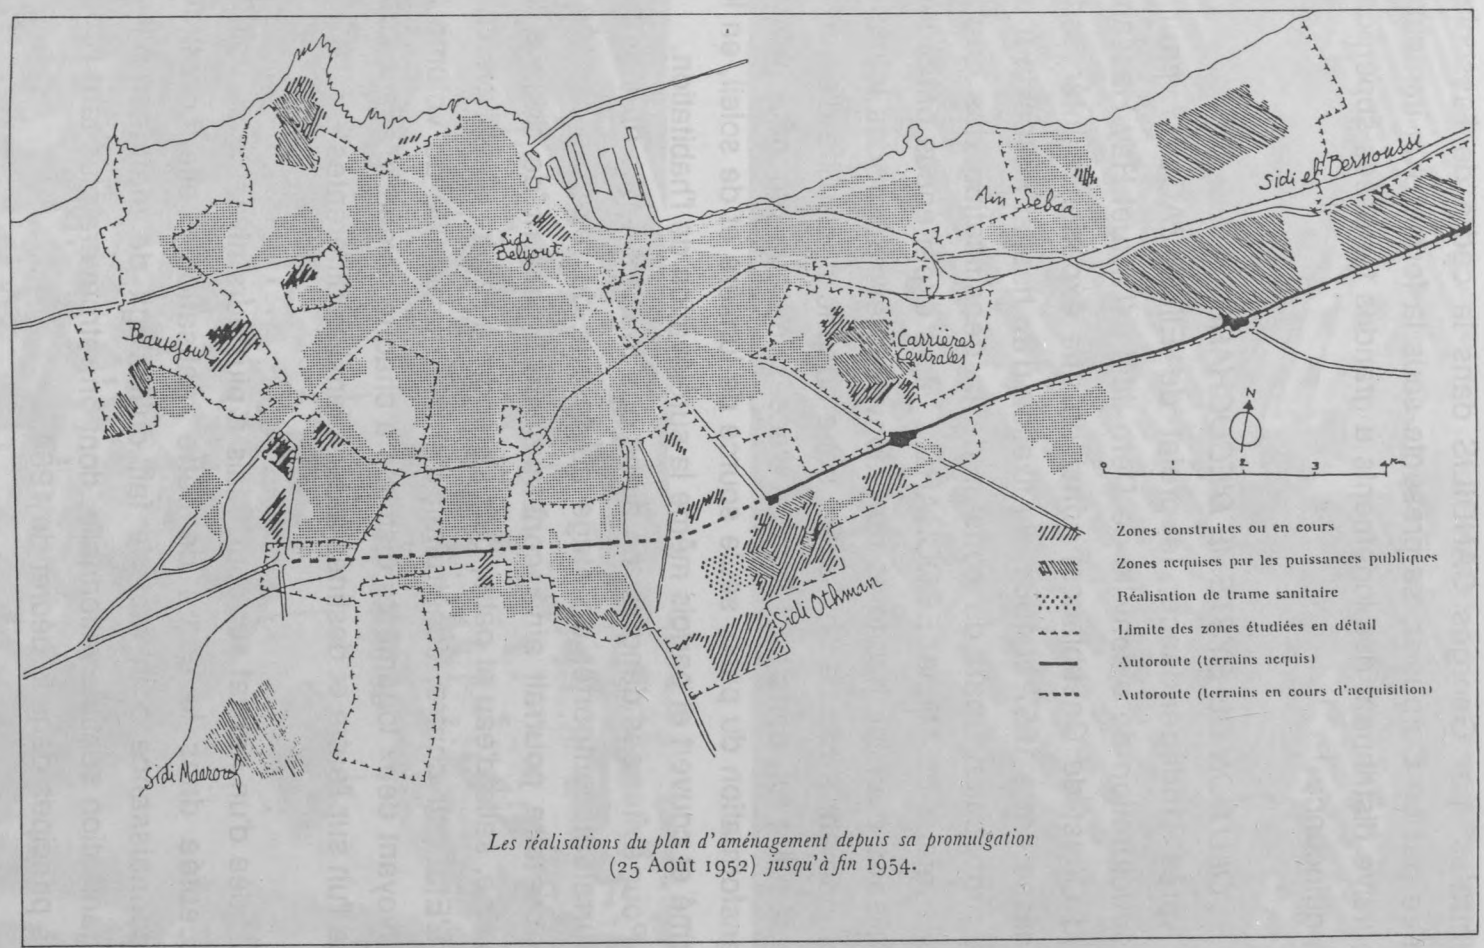 Sidi el Bernoussi
Ain Sebaa
Sidi
Belyout
Beauséjour
Carrières
Centrales
N
0 1 2 3 4 Km
Zones construites ou en cours
Zones acquises par les puissances publiques
Réalisation de trame sanitaire
Limite des zones étudiées en détail
Autoroute (terrains acquis)
Autoroute (terrains en cours d'acquisition)
Sidi Othman
Sidi Maarouf
Les réalisations du plan d'aménagement depuis sa promulgation
(25 Août 1952) jusqu'à fin 1954.